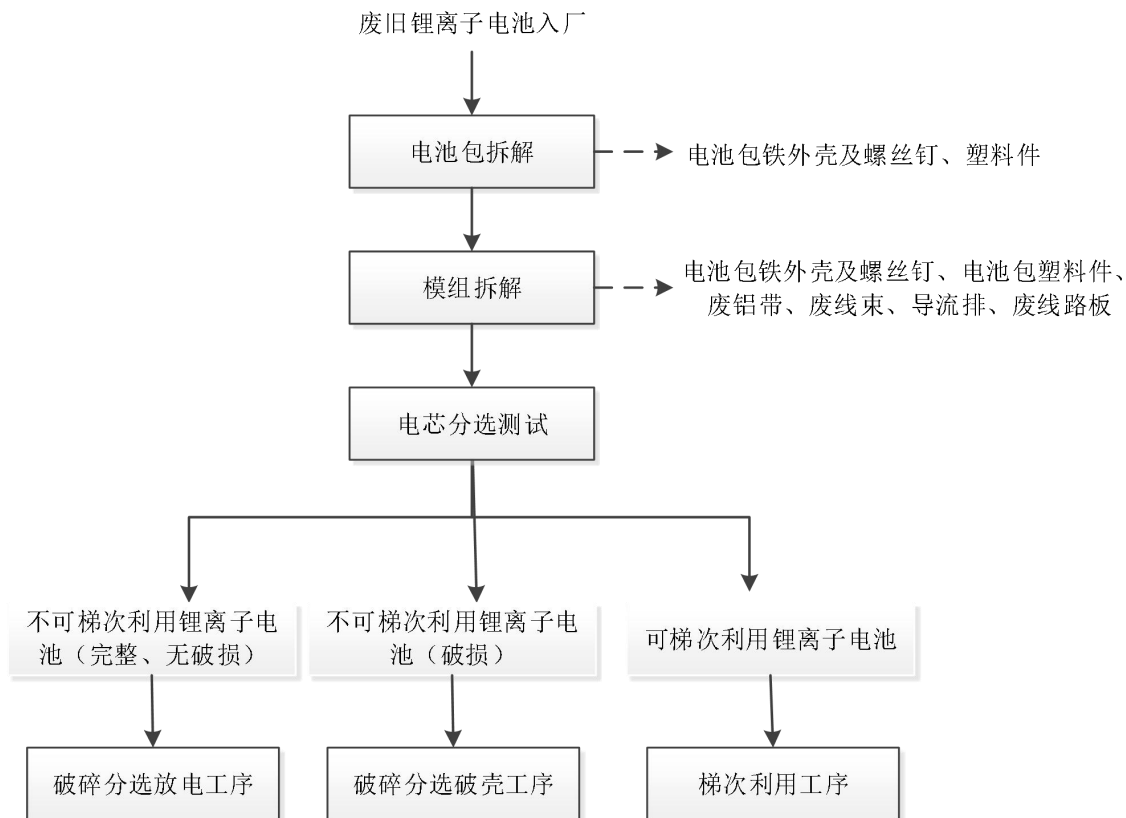 废旧锂离子电池入厂
电池包拆解
电池包铁外壳及螺丝钉、塑料件
模组拆解
电池包铁外壳及螺丝钉、电池包塑料件、
废铝带、废线束、导流排、废线路板
电芯分选测试
不可梯次利用锂离子电
池（完整、无破损）
不可梯次利用锂离子电
池（破损）
可梯次利用锂离子电池
破碎分选放电工序
破碎分选破壳工序
梯次利用工序